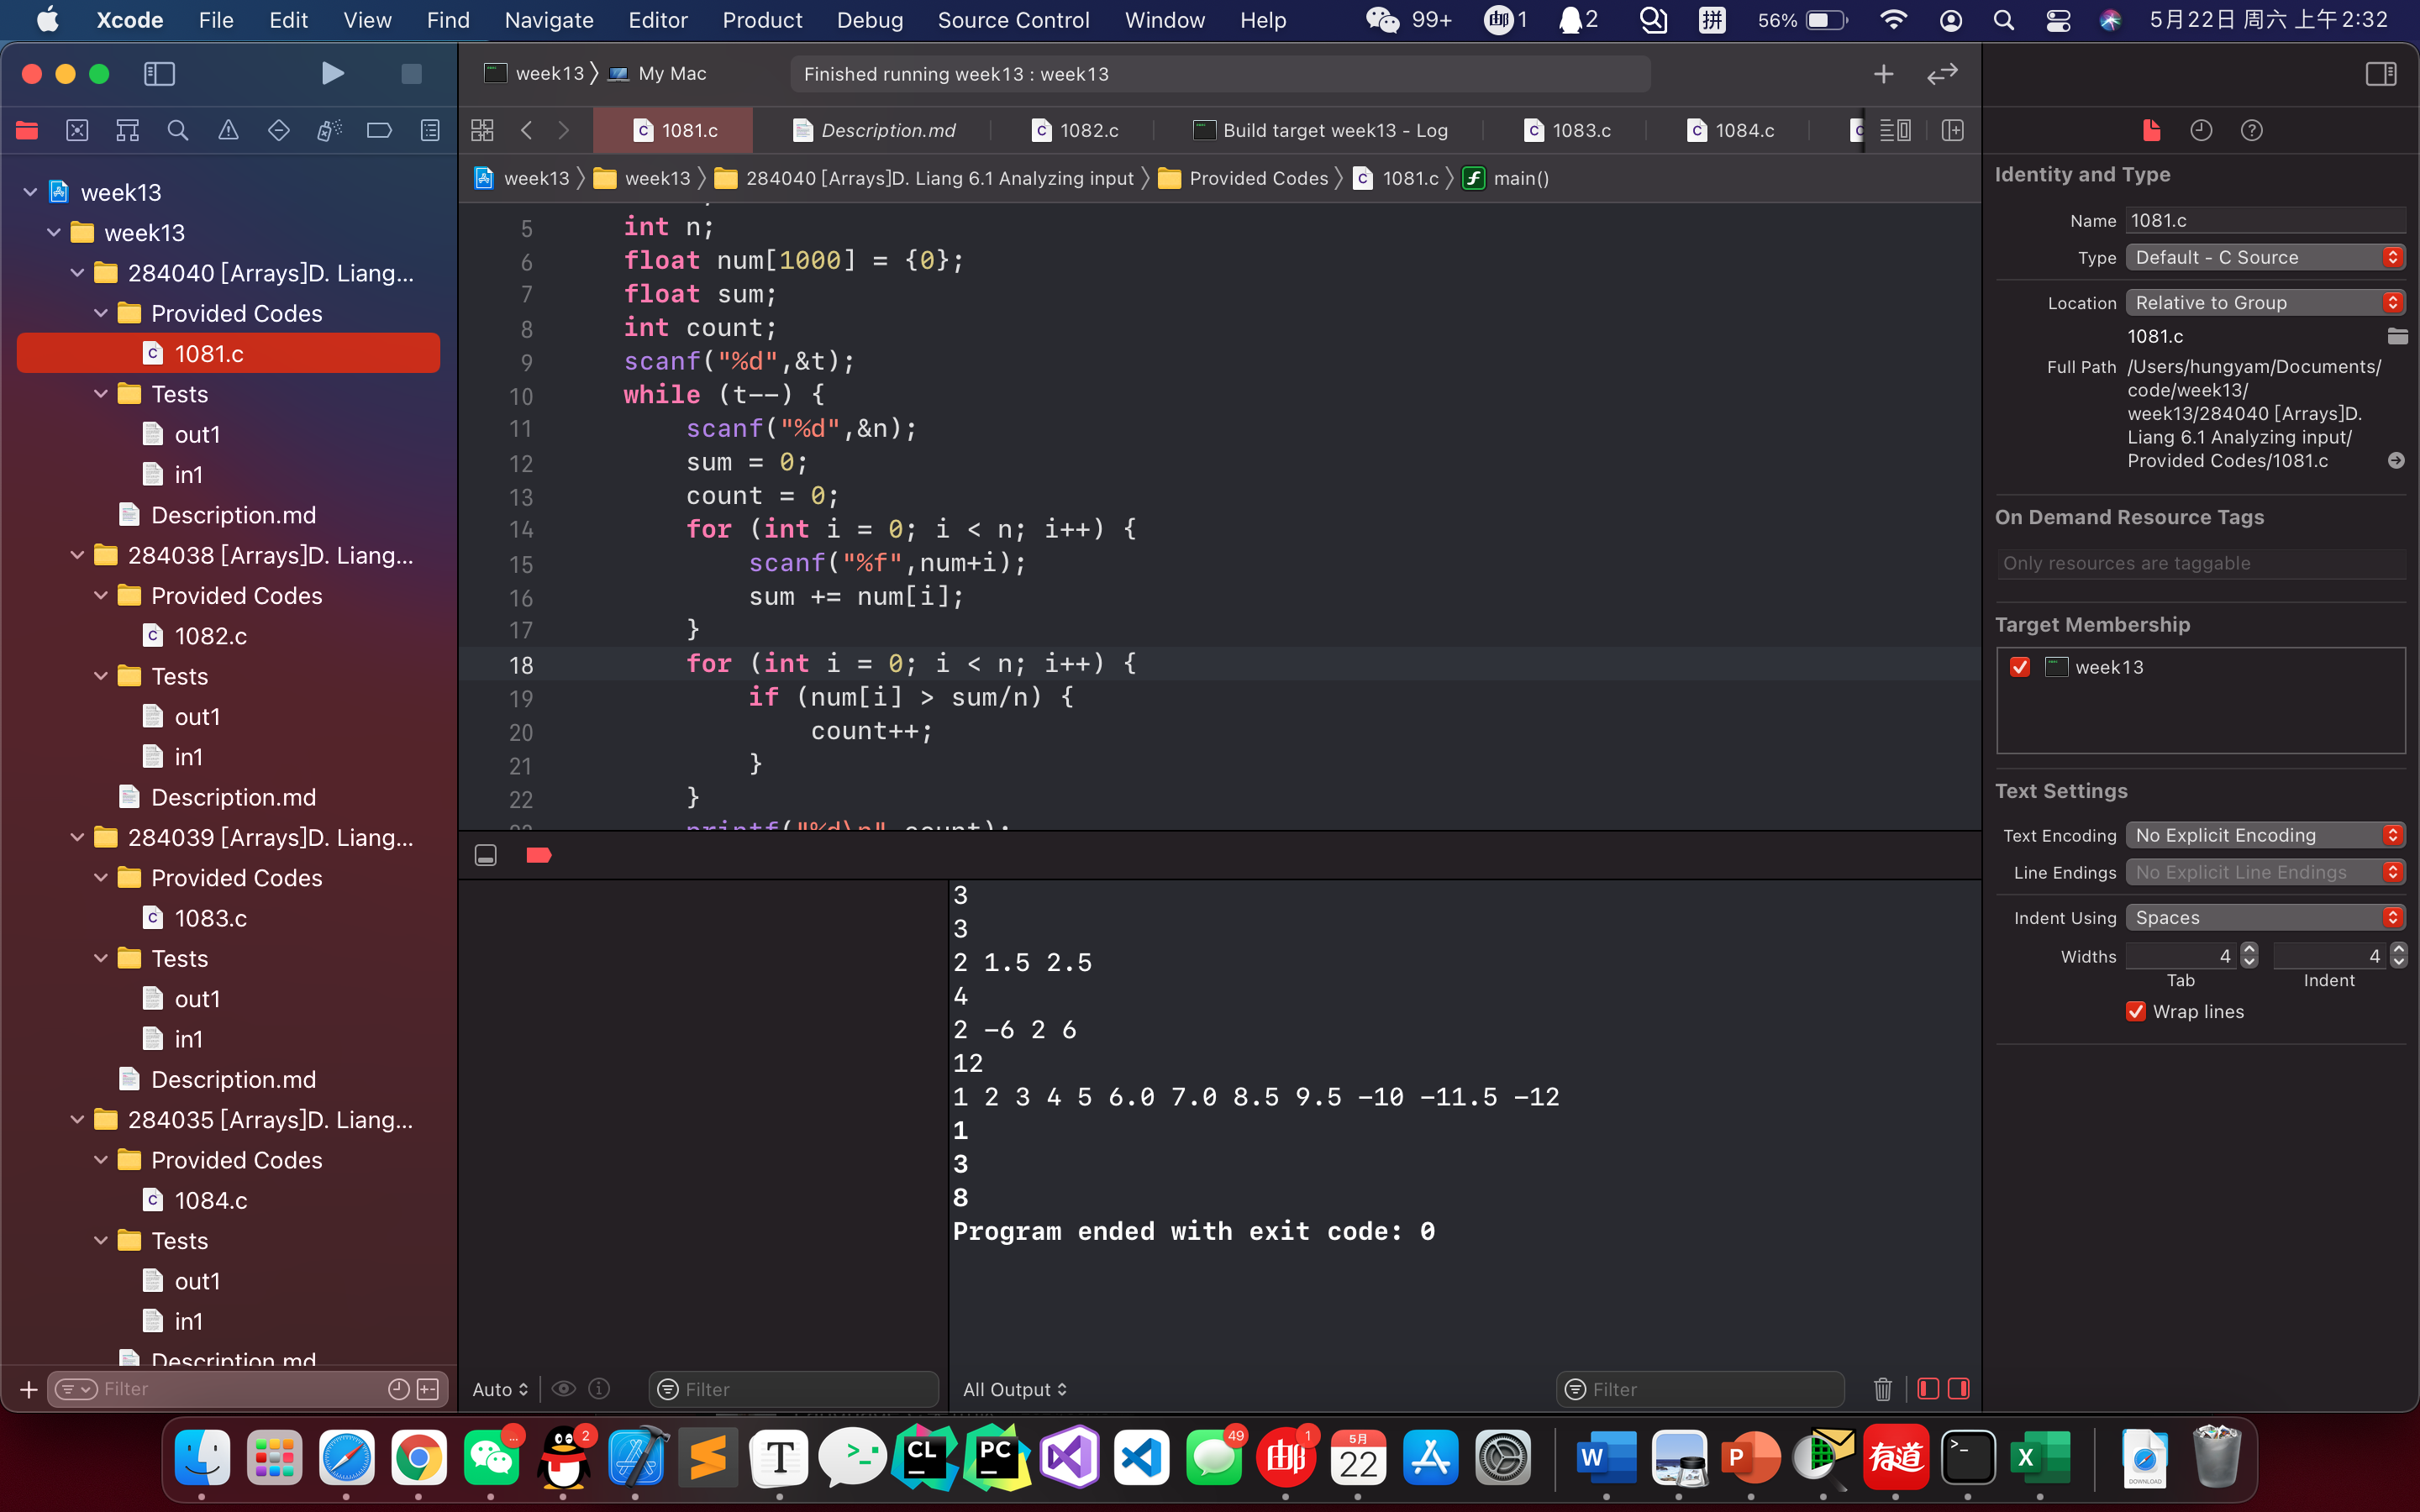 Xcode File Edit View Find Navigate Editor Product Debug Source Control Window Help 99+ 邮 1 2 拼 56% 5月22日 周六 上午2:32
week13 〉 My Mac Finished running week13 : week13
1081.c Description.md 1082.c Build target week13 - Log 1083.c 1084.c C
week13 〉 week13 〉 284040 [Arrays]D. Liang 6.1 Analyzing input 〉 Provided Codes 〉 1081.c 〉 main()
week13
week13
284040 [Arrays]D. Liang...
Provided Codes
1081.c
Tests
out1
in1
Description.md
284038 [Arrays]D. Liang...
Provided Codes
1082.c
Tests
out1
in1
Description.md
284039 [Arrays]D. Liang...
Provided Codes
1083.c
Tests
out1
in1
Description.md
284035 [Arrays]D. Liang...
Provided Codes
1084.c
Tests
out1
in1
Description.md
Filter
5 int n;
6 float num[1000] = {0};
7 float sum;
8 int count;
9 scanf("%d",&t);
10 while (t--) {
11 scanf("%d",&n);
12 sum = 0;
13 count = 0;
14 for (int i = 0; i < n; i++) {
15 scanf("%f",num+i);
16 sum += num[i];
17 }
18 for (int i = 0; i < n; i++) {
19 if (num[i] > sum/n) {
20 count++;
21 }
22 }
23 printf("%d\n",count);
3
3
2 1.5 2.5
4
2 -6 2 6
12
1 2 3 4 5 6.0 7.0 8.5 9.5 -10 -11.5 -12
1
3
8
Program ended with exit code: 0
Auto Filter All Output Filter
Identity and Type
Name 1081.c
Type Default - C Source
Location Relative to Group
1081.c
Full Path /Users/hungyam/Documents/
code/week13/
week13/284040 [Arrays]D.
Liang 6.1 Analyzing input/
Provided Codes/1081.c
On Demand Resource Tags
Only resources are taggable
Target Membership
week13
Text Settings
Text Encoding No Explicit Encoding
Line Endings No Explicit Line Endings
Indent Using Spaces
Widths 4 4
Tab Indent
Wrap lines
... 2 T >-: CL PC 49 邮 1 5月 22 W P 有道 >_ X DOWNLOAD